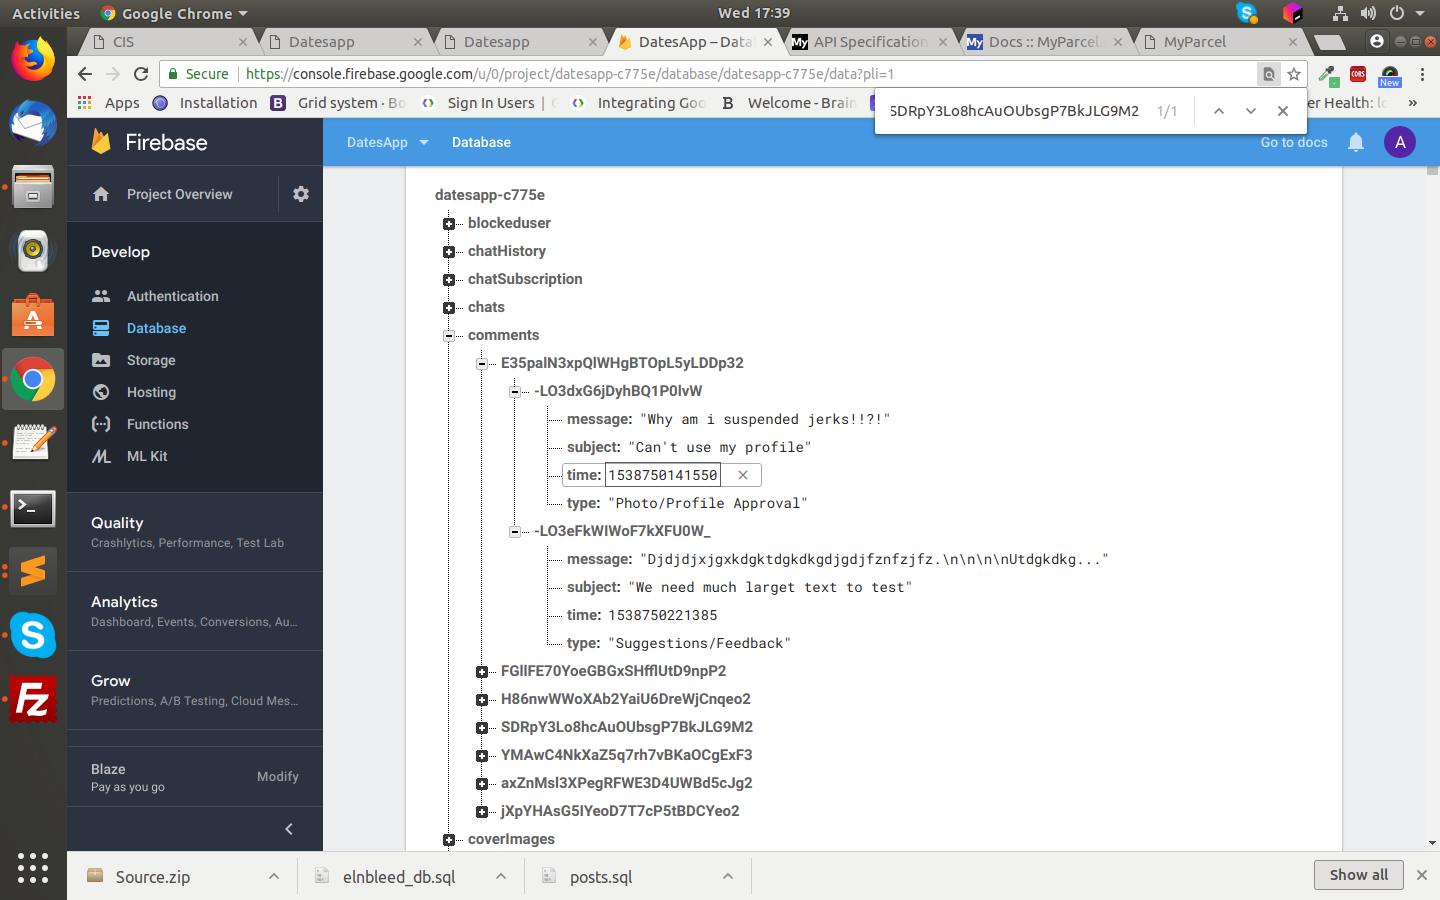 Activities
Google Chrome
Wed 17:39
CIS
Datesapp
Datesapp
DatesApp – Data
API Specification
Docs :: MyParcel.
MyParcel
Secure
https://console.firebase.google.com/u/0/project/datesapp-c775e/database/datesapp-c775e/data?pli=1
CORS
New
Apps
Installation
Grid system · Bo
Sign In Users |
Integrating Goo
Welcome - Brain
er Health:
»
SDRpY3Lo8hcAuOUbsgP7BkJLG9M2
1/1
Firebase
DatesApp
Database
Go to docs
A
Project Overview
Develop
Authentication
Database
Storage
Hosting
Functions
ML Kit
Quality
Crashlytics, Performance, Test Lab
Analytics
Dashboard, Events, Conversions, Au...
Grow
Predictions, A/B Testing, Cloud Mes...
Blaze
Pay as you go
Modify
datesapp-c775e
blockeduser
chatHistory
chatSubscription
chats
comments
E35palN3xpQlWHgBTOpL5yLDDp32
-LO3dxG6jDyhBQ1P0lvW
message: "Why am i suspended jerks!!?!"
subject: "Can't use my profile"
time: 1538750141550
type: "Photo/Profile Approval"
-LO3eFkWlWoF7kXFU0W_
message: "Djdjdjxjgxkdgktdgkdkgdjgdjfznfzjfz.\n\n\n\nUtdgkdkg..."
subject: "We need much larget text to test"
time: 1538750221385
type: "Suggestions/Feedback"
FGllFE70YoeGBGxSHfflUtD9npP2
H86nwWWoXAb2YaiU6DreWjCnqeo2
SDRpY3Lo8hcAuOUbsgP7BkJLG9M2
YMAwC4NkXaZ5q7rh7vBKaOCgExF3
axZnMsl3XPegRFWE3D4UWBd5cJg2
jXpYHAsG5lYeoD7T7cP5tBDCYeo2
coverImages
Source.zip
elnbleed_db.sql
posts.sql
Show all